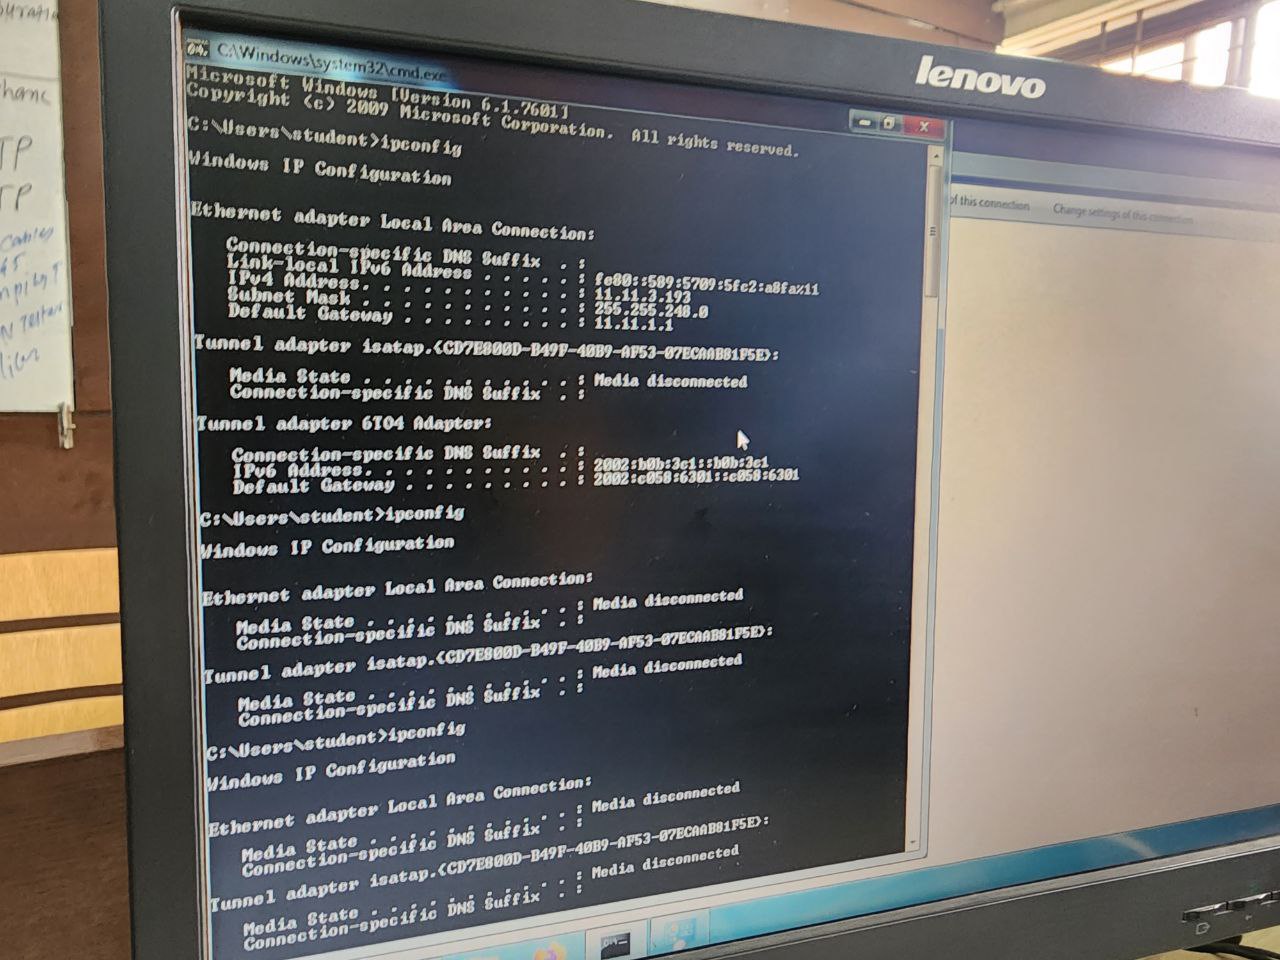 lenovo
C:\Windows\system32\cmd.exe
Microsoft Windows [Version 6.1.7601]
Copyright (c) 2009 Microsoft Corporation. All rights reserved.
C:\Users\student>ipconfig
Windows IP Configuration
Ethernet adapter Local Area Connection:
Connection-specific DNS Suffix . :
Link-local IPv6 Address . . . . . : fe80::589:5709:5fc2:a8fa%11
IPv4 Address. . . . . . . . . . . : 11.11.3.193
Subnet Mask . . . . . . . . . . . : 255.255.248.0
Default Gateway . . . . . . . . . : 11.11.1.1
Tunnel adapter isatap.{CD7E800D-B49F-40B9-AF53-07ECAAB81F5E}:
Media State . . . . . . . . . . . : Media disconnected
Connection-specific DNS Suffix . :
Tunnel adapter 6TO4 Adapter:
Connection-specific DNS Suffix . :
IPv6 Address. . . . . . . . . . . : 2002:b0b:3c1::b0b:3c1
Default Gateway . . . . . . . . . : 2002:c058:6301::c058:6301
C:\Users\student>ipconfig
Windows IP Configuration
Ethernet adapter Local Area Connection:
Media State . . . . . . . . . . . : Media disconnected
Connection-specific DNS Suffix . :
Tunnel adapter isatap.{CD7E800D-B49F-40B9-AF53-07ECAAB81F5E}:
Media State . . . . . . . . . . . : Media disconnected
Connection-specific DNS Suffix . :
C:\Users\student>ipconfig
Windows IP Configuration
Ethernet adapter Local Area Connection:
Media State . . . . . . . . . . . : Media disconnected
Connection-specific DNS Suffix . :
Tunnel adapter isatap.{CD7E800D-B49F-40B9-AF53-07ECAAB81F5E}:
Media State . . . . . . . . . . . : Media disconnected
Connection-specific DNS Suffix . :
of this connection Change settings of this connection
TP
TP